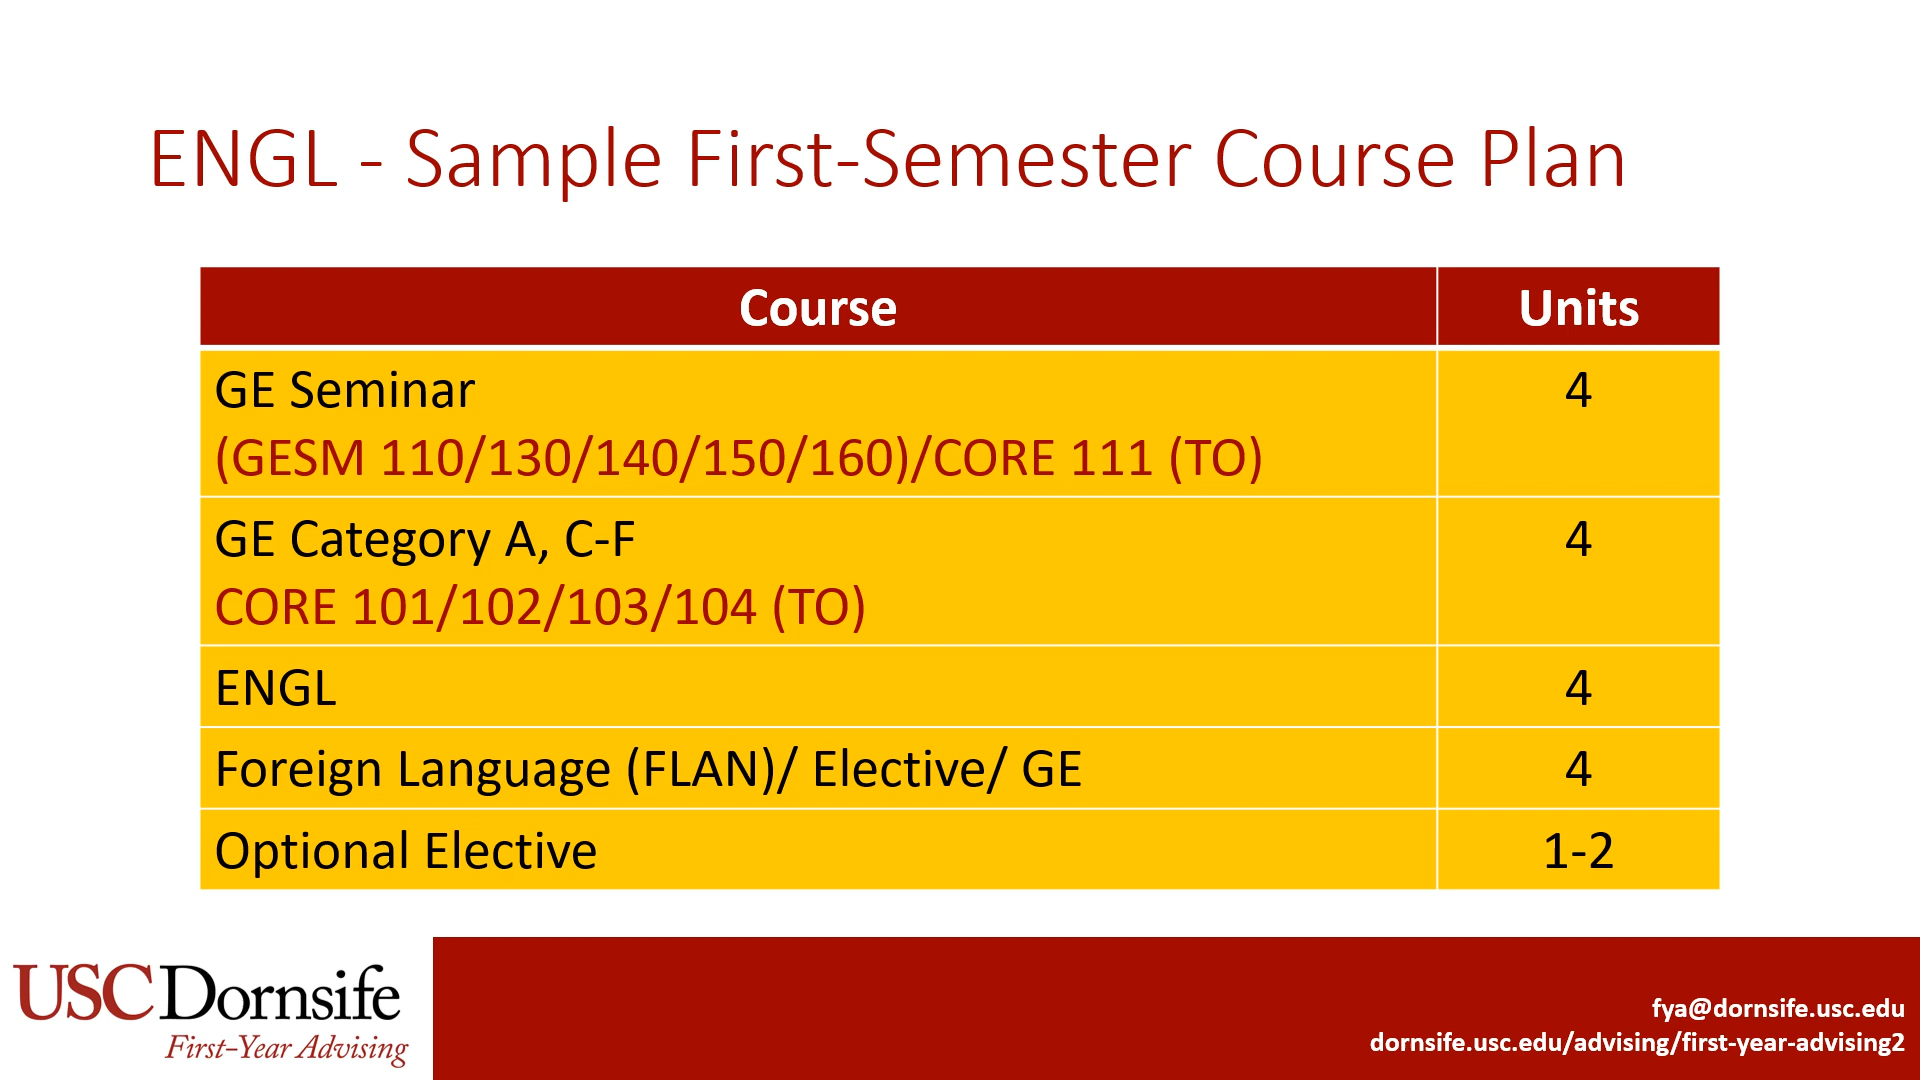 ENGL - Sample First-Semester Course Plan
Course Units
GE Seminar 4
(GESM 110/130/140/150/160)/CORE 111 (TO)
GE Category A, C-F 4
CORE 101/102/103/104 (TO)
ENGL 4
Foreign Language (FLAN)/ Elective/ GE 4
Optional Elective 1-2
USC Dornsife
First-Year Advising
fya@dornsife.usc.edu
dornsife.usc.edu/advising/first-year-advising2